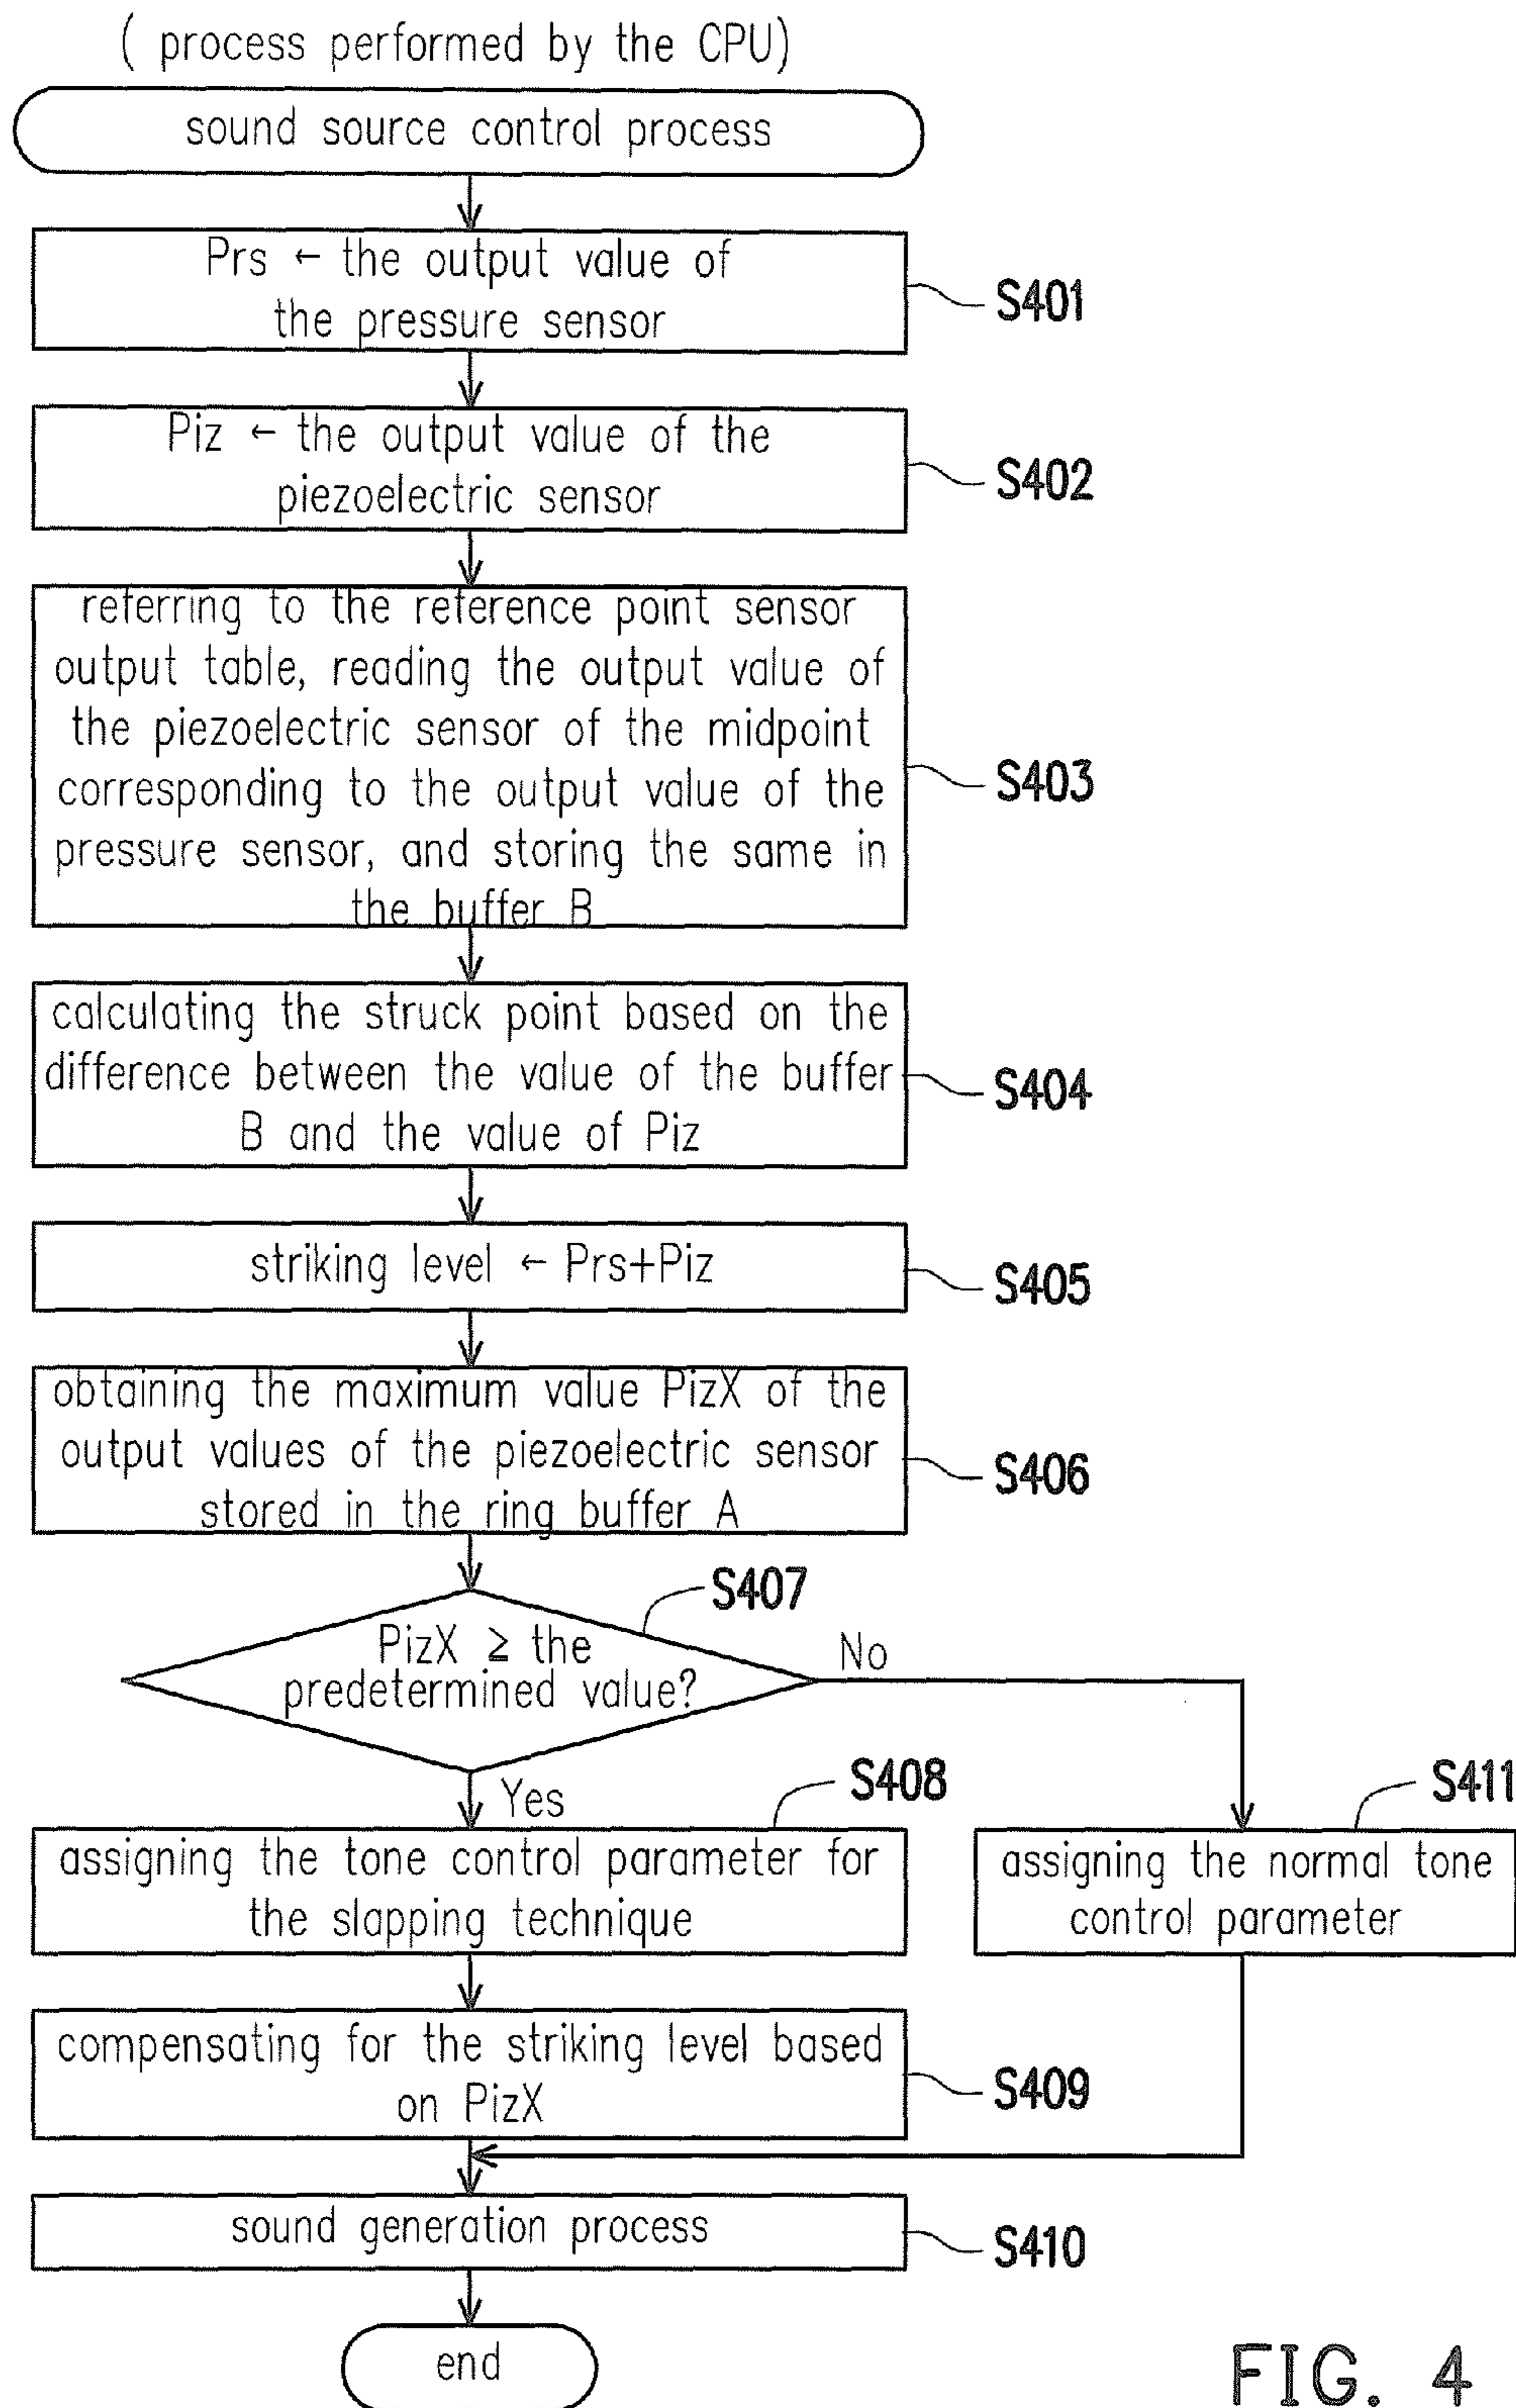 ( process performed by the CPU)
sound source control process
Prs ← the output value of
the pressure sensor
S401
Piz ← the output value of the
piezoelectric sensor
S402
referring to the reference point sensor
output table, reading the output value of
the piezoelectric sensor of the midpoint
corresponding to the output value of the
pressure sensor, and storing the same in
the buffer B
S403
calculating the struck point based on the
difference between the value of the buffer
B and the value of Piz
S404
striking level ← Prs+Piz
S405
obtaining the maximum value PizX of the
output values of the piezoelectric sensor
stored in the ring buffer A
S406
S407
PizX ≥ the
predetermined value?
No
Yes
S408
assigning the tone control parameter for
the slapping technique
S411
assigning the normal tone
control parameter
compensating for the striking level based
on PizX
S409
sound generation process
S410
end
FIG. 4